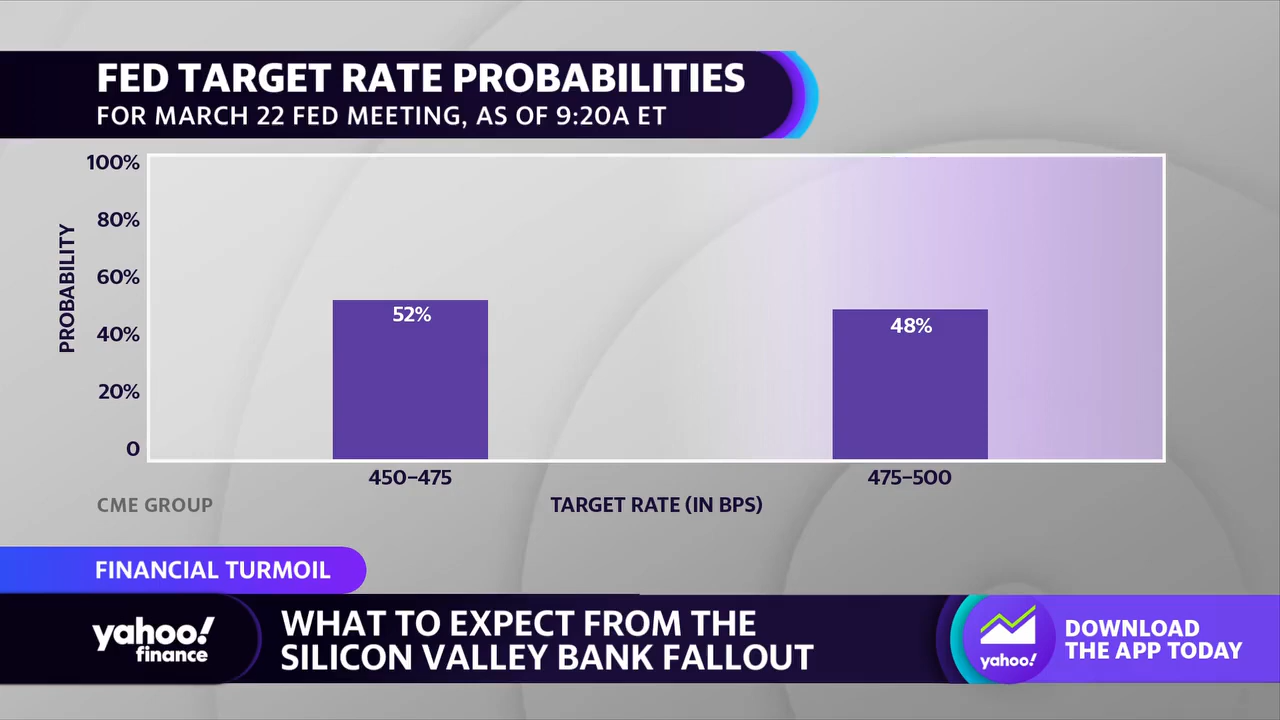 FED TARGET RATE PROBABILITIES
FOR MARCH 22 FED MEETING, AS OF 9:20A ET
100%
80%
60%
40%
20%
0
PROBABILITY
52%
48%
450–475
475–500
TARGET RATE (IN BPS)
CME GROUP
FINANCIAL TURMOIL
yahoo!
finance
WHAT TO EXPECT FROM THE
SILICON VALLEY BANK FALLOUT
yahoo!
DOWNLOAD
THE APP TODAY